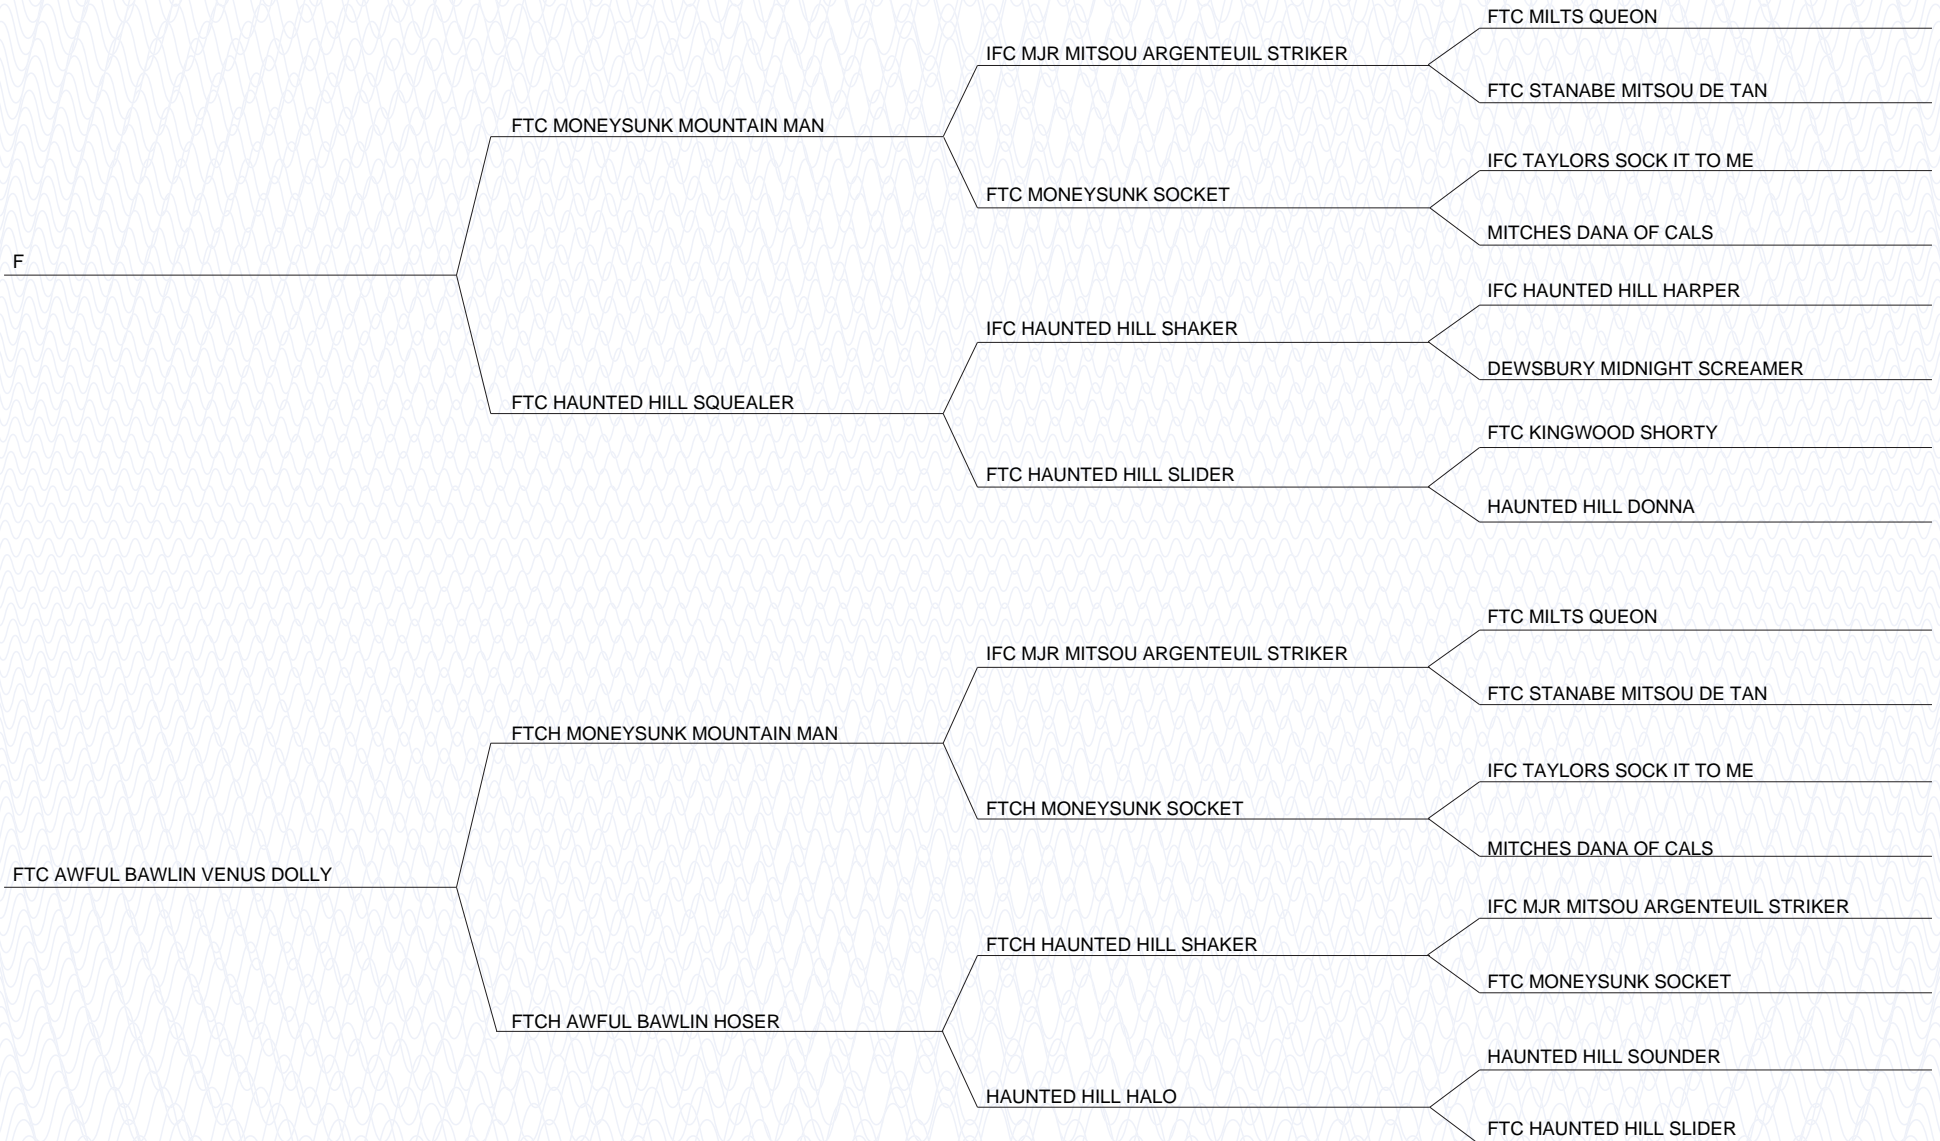 FTC MILTS QUEON
IFC MJR MITSOU ARGENTEUIL STRIKER
FTC STANABE MITSOU DE TAN
FTC MONEYSUNK MOUNTAIN MAN
IFC TAYLORS SOCK IT TO ME
FTC MONEYSUNK SOCKET
MITCHES DANA OF CALS
F
IFC HAUNTED HILL HARPER
IFC HAUNTED HILL SHAKER
DEWSBURY MIDNIGHT SCREAMER
FTC HAUNTED HILL SQUEALER
FTC KINGWOOD SHORTY
FTC HAUNTED HILL SLIDER
HAUNTED HILL DONNA
FTC MILTS QUEON
IFC MJR MITSOU ARGENTEUIL STRIKER
FTC STANABE MITSOU DE TAN
FTCH MONEYSUNK MOUNTAIN MAN
IFC TAYLORS SOCK IT TO ME
FTCH MONEYSUNK SOCKET
MITCHES DANA OF CALS
FTC AWFUL BAWLIN VENUS DOLLY
IFC MJR MITSOU ARGENTEUIL STRIKER
FTCH HAUNTED HILL SHAKER
FTC MONEYSUNK SOCKET
FTCH AWFUL BAWLIN HOSER
HAUNTED HILL SOUNDER
HAUNTED HILL HALO
FTC HAUNTED HILL SLIDER